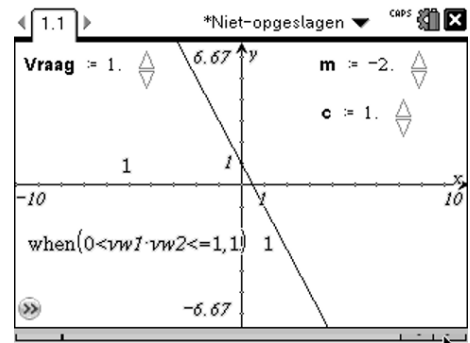 1.1 *Niet-opgeslagen CAPS
Vraag := 1. 6.67 y m := -2.
c := 1.
1 1
-10 1 x 10
when(0<vw1·vw2<=1,1) 1
-6.67